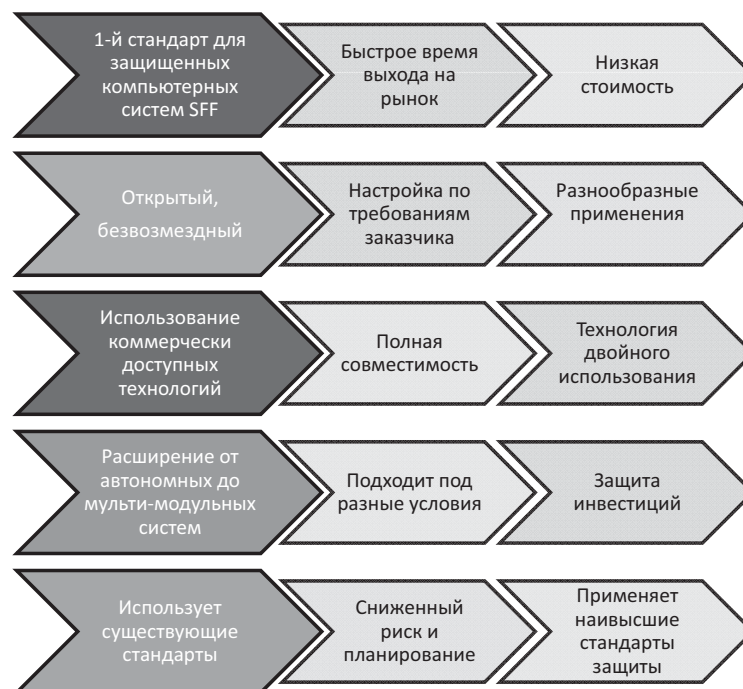 1-й стандарт для
защищенных
компьютерных
систем SFF
Быстрое время
выхода на
рынок
Низкая
стоимость
Открытый,
безвозмездный
Настройка по
требованиям
заказчика
Разнообразные
применения
Использование
коммерчески
доступных
технологий
Полная
совместимость
Технология
двойного
использования
Расширение от
автономных до
мульти-модульных
систем
Подходит под
разные условия
Защита
инвестиций
Использует
существующие
стандарты
Сниженный
риск и
планирование
Применяет
наивысшие
стандарты
защиты